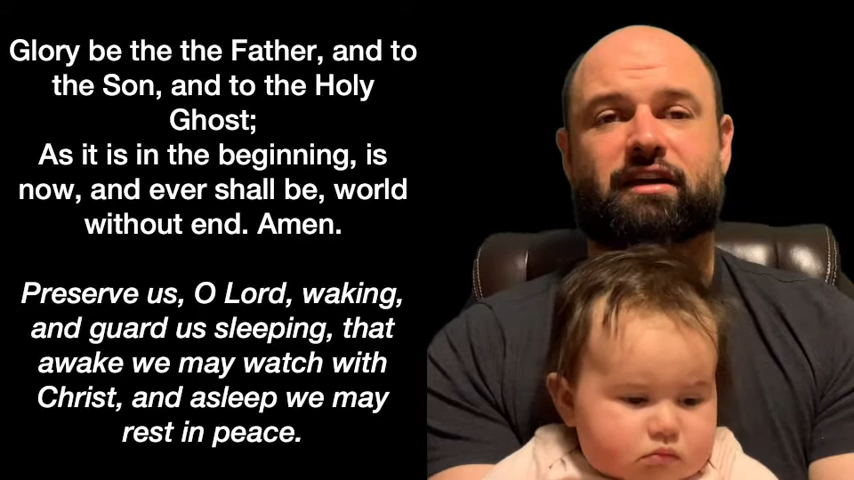 Glory be the the Father, and to
the Son, and to the Holy
Ghost;
As it is in the beginning, is
now, and ever shall be, world
without end. Amen.
Preserve us, O Lord, waking,
and guard us sleeping, that
awake we may watch with
Christ, and asleep we may
rest in peace.